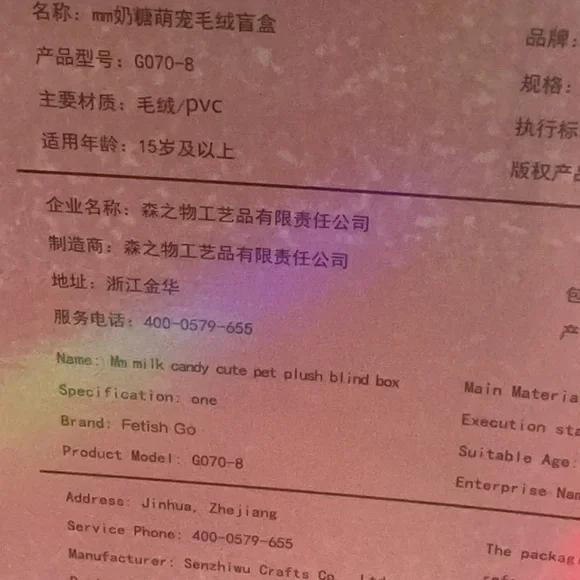 名称：mm奶糖萌宠毛绒盲盒
品牌：
产品型号：G070-8
规格：
主要材质：毛绒/pvc
执行标
适用年龄：15岁及以上
版权产品
企业名称：森之物工艺品有限责任公司
制造商：森之物工艺品有限责任公司
地址：浙江金华
包
服务电话：400-0579-655
产
Name: Mm milk candy cute pet plush blind box
Main Materia
Specification: one
Execution sta
Brand: Fetish Go
Suitable Age:
Product Model: G070-8
Enterprise Nam
Address: Jinhua, Zhejiang
Service Phone: 400-0579-655
The packag
Manufacturer: Senzhiwu Crafts Co., Ltd